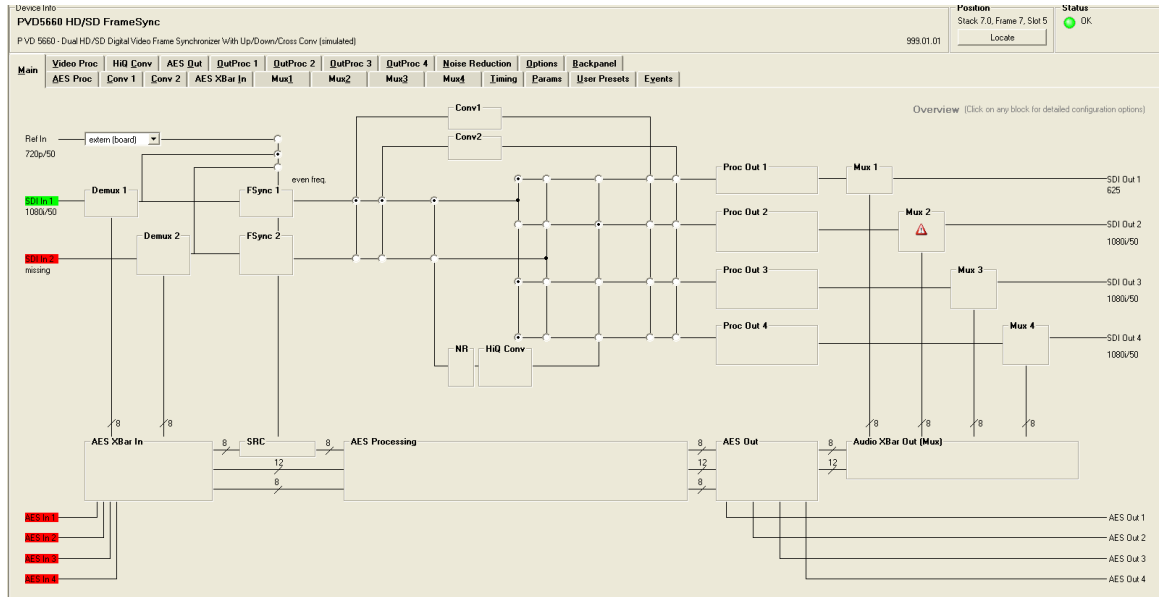 Device Info
Position
Status
PVD5660 HD/SD FrameSync
Stack 7.0, Frame 7, Slot 5
OK
P VD 5660 - Dual HD/SD Digital Video Frame Synchronizer With Up/Down/Cross Conv (simulated)
999.01.01
Locate
Main
Video Proc HiQ Conv AES Out OutProc 1 OutProc 2 OutProc 3 OutProc 4 Noise Reduction Options Backpanel
AES Proc Conv 1 Conv 2 AES XBar In Mux1 Mux2 Mux3 Mux4 Timing Params User Presets Events
Conv1
Overview (Click on any block for detailed configuration options)
Ref In
extern (board)
Conv2
720p/50
Proc Out 1
Mux 1
even freq.
SDI Out 1
Demux 1
FSync 1
625
SDI In 1
1080i/50
Proc Out 2
Mux 2
SDI Out 2
Demux 2
FSync 2
1080i/50
SDI In 2
missing
Proc Out 3
Mux 3
SDI Out 3
1080i/50
Proc Out 4
Mux 4
SDI Out 4
NR
HiQ Conv
1080i/50
8 8 8 8 8 8
AES XBar In
8
SRC
8
AES Processing
8
AES Out
8
Audio XBar Out (Mux)
12 12 12
8 8
AES In 1
AES Out 1
AES In 2
AES Out 2
AES In 3
AES Out 3
AES In 4
AES Out 4